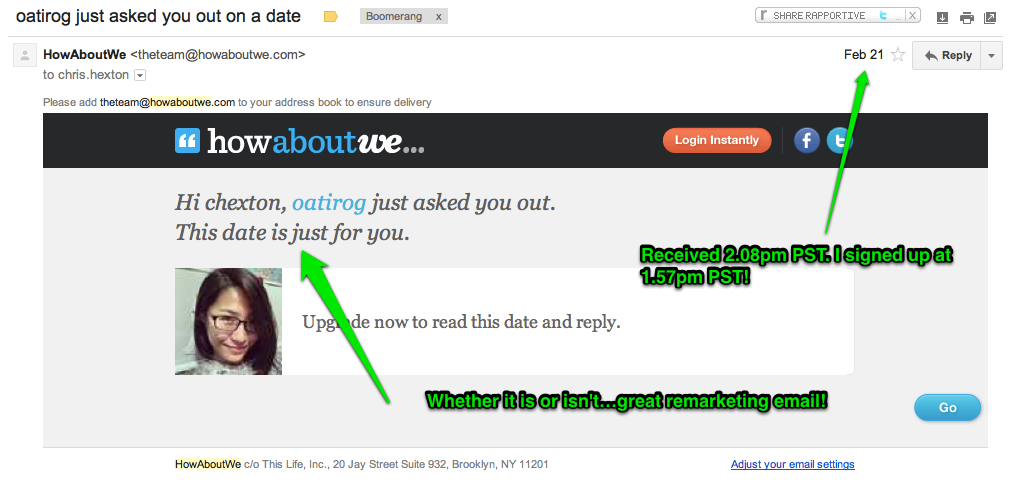 oatirog just asked you out on a date
Boomerang x
SHARE RAPPORTIVE ... X
HowAboutWe <theteam@howaboutwe.com>
Feb 21
Reply
to chris.hexton
Please add theteam@howaboutwe.com to your address book to ensure delivery
howaboutwe...
Login Instantly
Hi chexton, oatirog just asked you out.
This date is just for you.
Received 2.08pm PST. I signed up at
1.57pm PST!
Upgrade now to read this date and reply.
Whether it is or isn't...great remarketing email!
Go
HowAboutWe c/o This Life, Inc., 20 Jay Street Suite 932, Brooklyn, NY 11201
Adjust your email settings